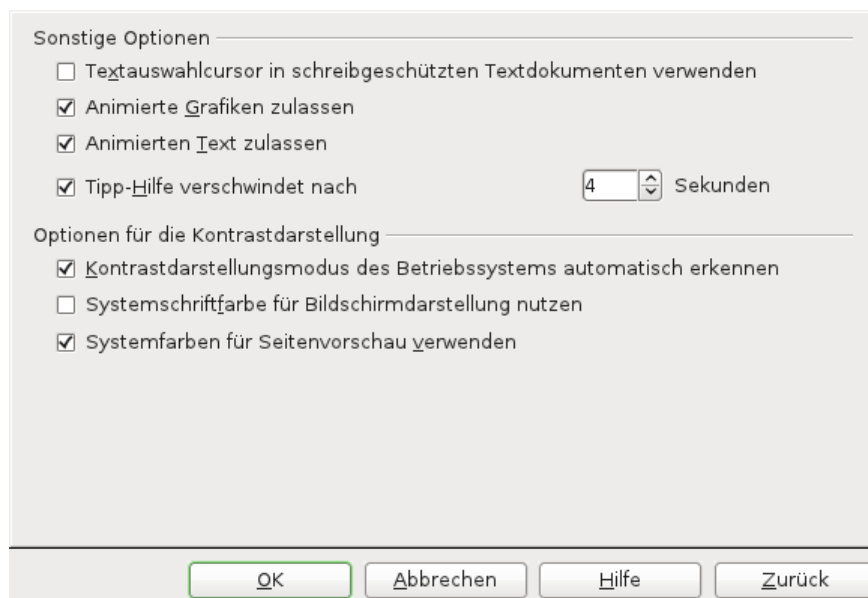 Sonstige Optionen
Textauswahlcursor in schreibgeschützten Textdokumenten verwenden
Animierte Grafiken zulassen
Animierten Text zulassen
Tipp-Hilfe verschwindet nach 4 Sekunden
Optionen für die Kontrastdarstellung
Kontrastdarstellungsmodus des Betriebssystems automatisch erkennen
Systemschriftfarbe für Bildschirmdarstellung nutzen
Systemfarben für Seitenvorschau verwenden
OK Abbrechen Hilfe Zurück